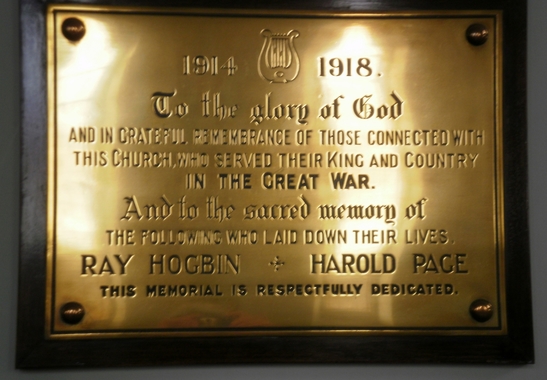 1914 1918.
To the glory of God
AND IN GRATEFUL REMEMBRANCE OF THOSE CONNECTED WITH
THIS CHURCH, WHO SERVED THEIR KING AND COUNTRY
IN THE GREAT WAR.
And to the sacred memory of
THE FOLLOWING WHO LAID DOWN THEIR LIVES.
RAY HOGBIN HAROLD PAGE
THIS MEMORIAL IS RESPECTFULLY DEDICATED.